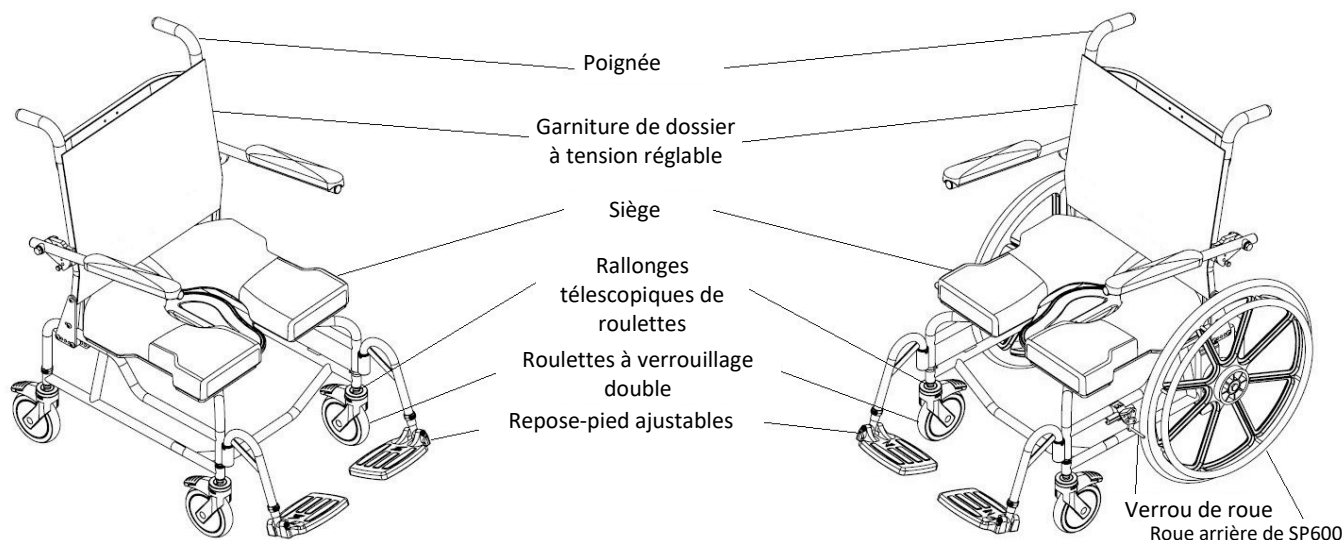 Poignée
Garniture de dossier
à tension réglable
Siège
Rallonges
télescopiques de
roulettes
Roulettes à verrouillage
double
Repose-pied ajustables
Verrou de roue
Roue arrière de SP600